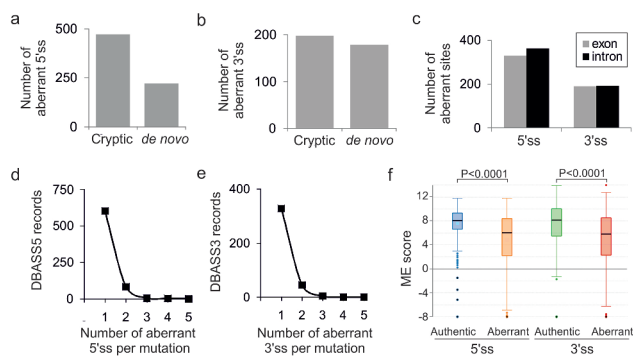 a
Number of
aberrant 5'ss
500
250
0
Cryptic de novo
b
Number of
aberrant 3'ss
200
100
0
Cryptic de novo
c
Number of
aberrant sites
400
200
0
exon
intron
5'ss 3'ss
d
DBASS5 records
750
500
250
0
1 2 3 4 5
Number of aberrant
5'ss per mutation
e
DBASS3 records
400
200
0
1 2 3 4 5
Number of aberrant
3'ss per mutation
f
P<0.0001 P<0.0001
ME score
12
8
4
0
-4
-8
Authentic Aberrant Authentic Aberrant
5'ss 3'ss